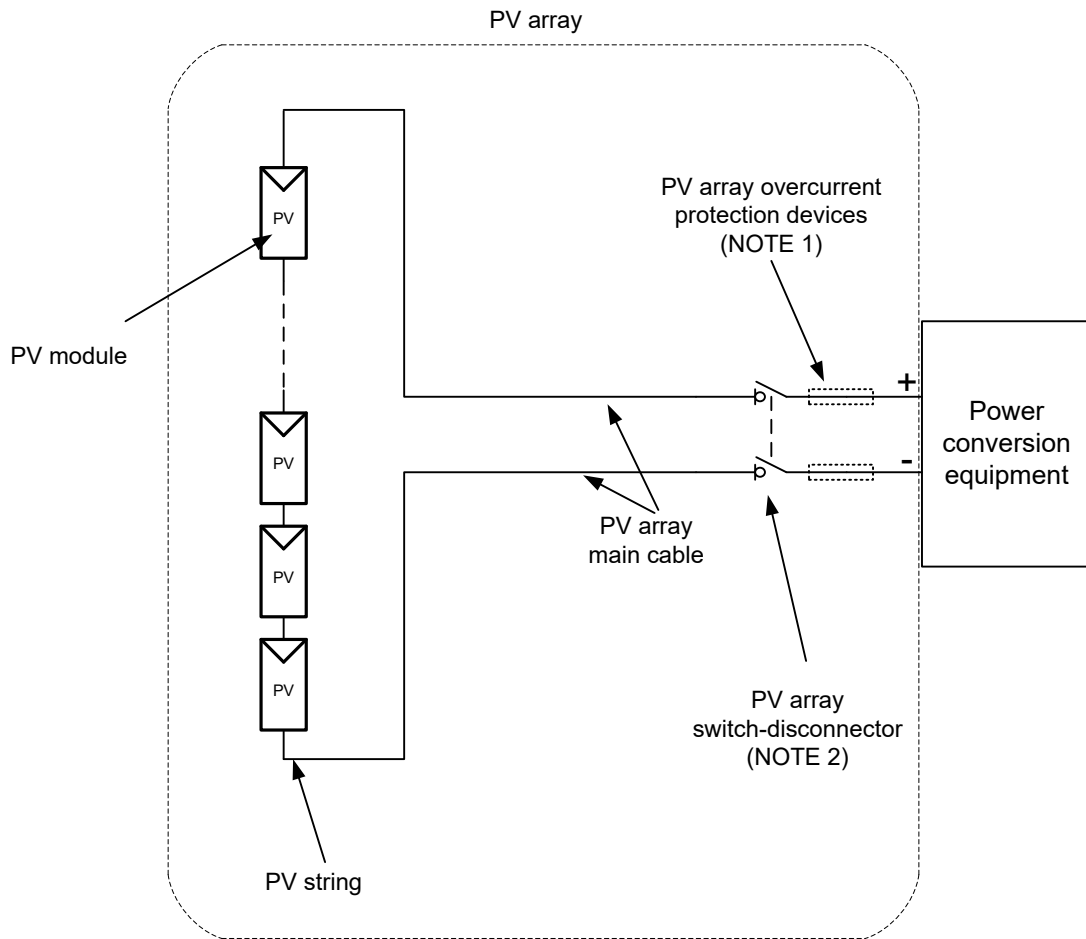 PV array
PV
PV array overcurrent
protection devices
(NOTE 1)
PV module
+
Power
conversion
equipment
-
PV
PV array
main cable
PV
PV
PV array
switch-disconnector
(NOTE 2)
PV string